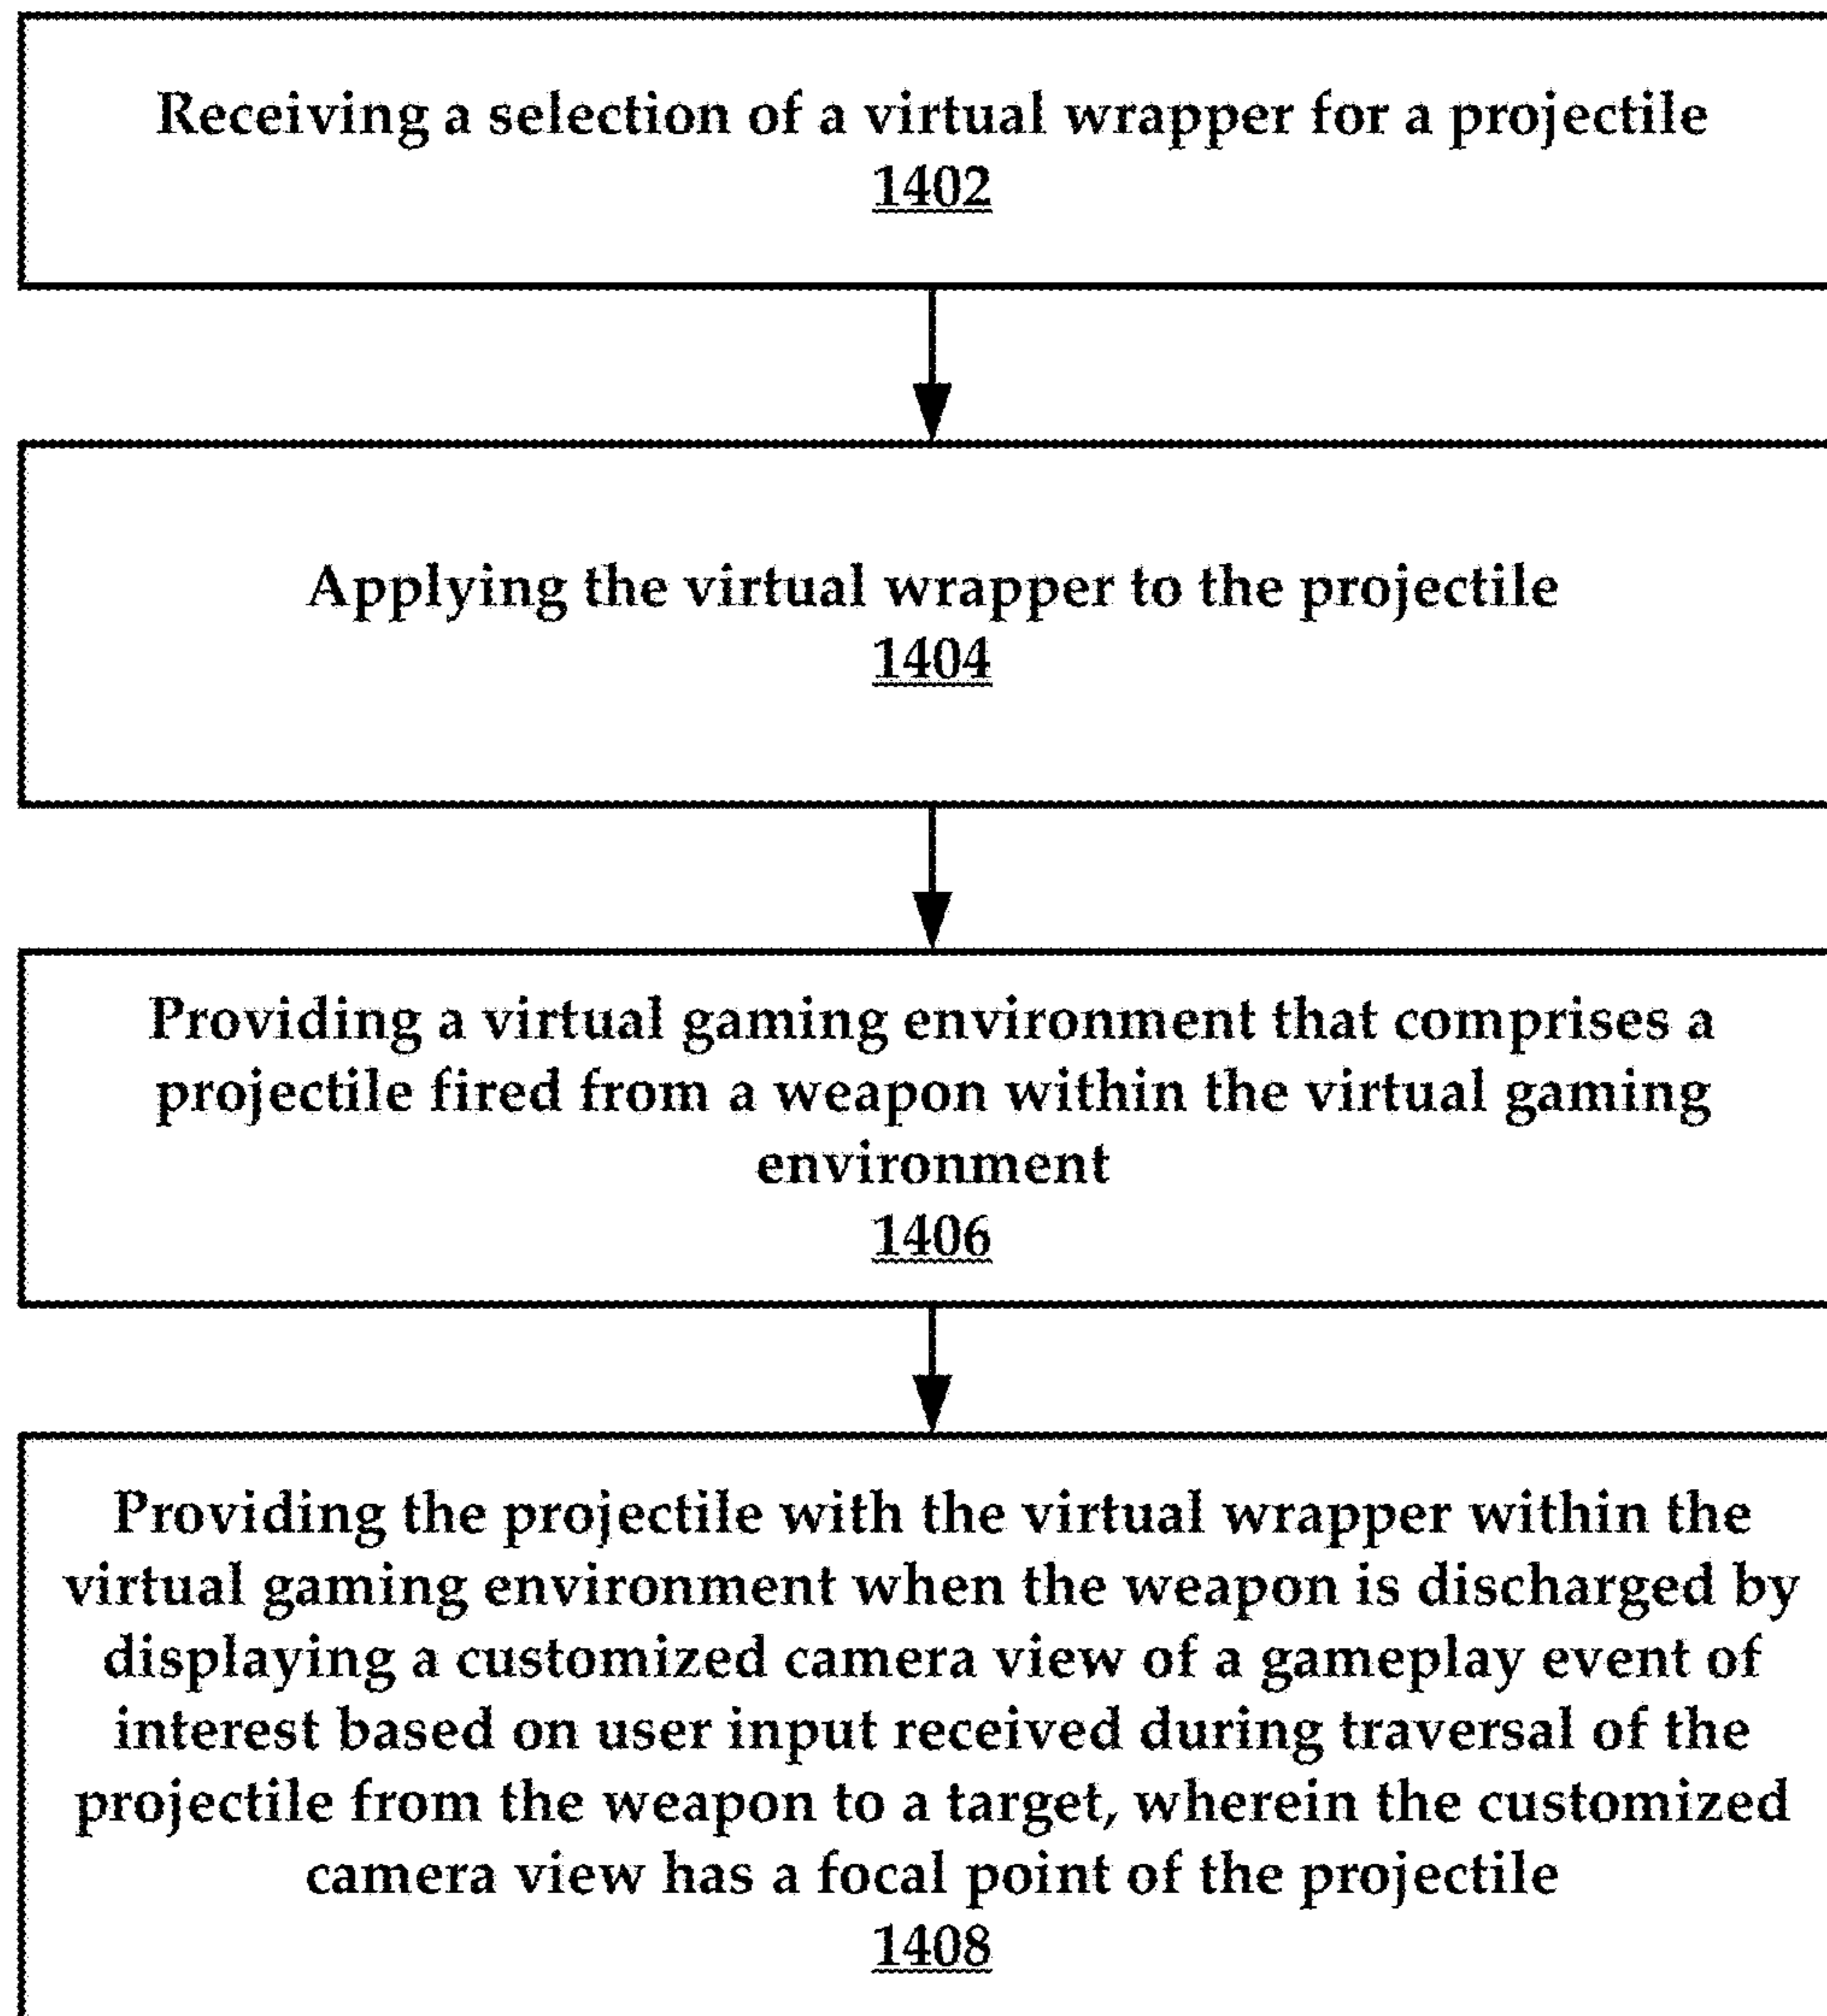 Receiving a selection of a virtual wrapper for a projectile
1402
Applying the virtual wrapper to the projectile
1404
Providing a virtual gaming environment that comprises a
projectile fired from a weapon within the virtual gaming
environment
1406
Providing the projectile with the virtual wrapper within the
virtual gaming environment when the weapon is discharged by
displaying a customized camera view of a gameplay event of
interest based on user input received during traversal of the
projectile from the weapon to a target, wherein the customized
camera view has a focal point of the projectile
1408